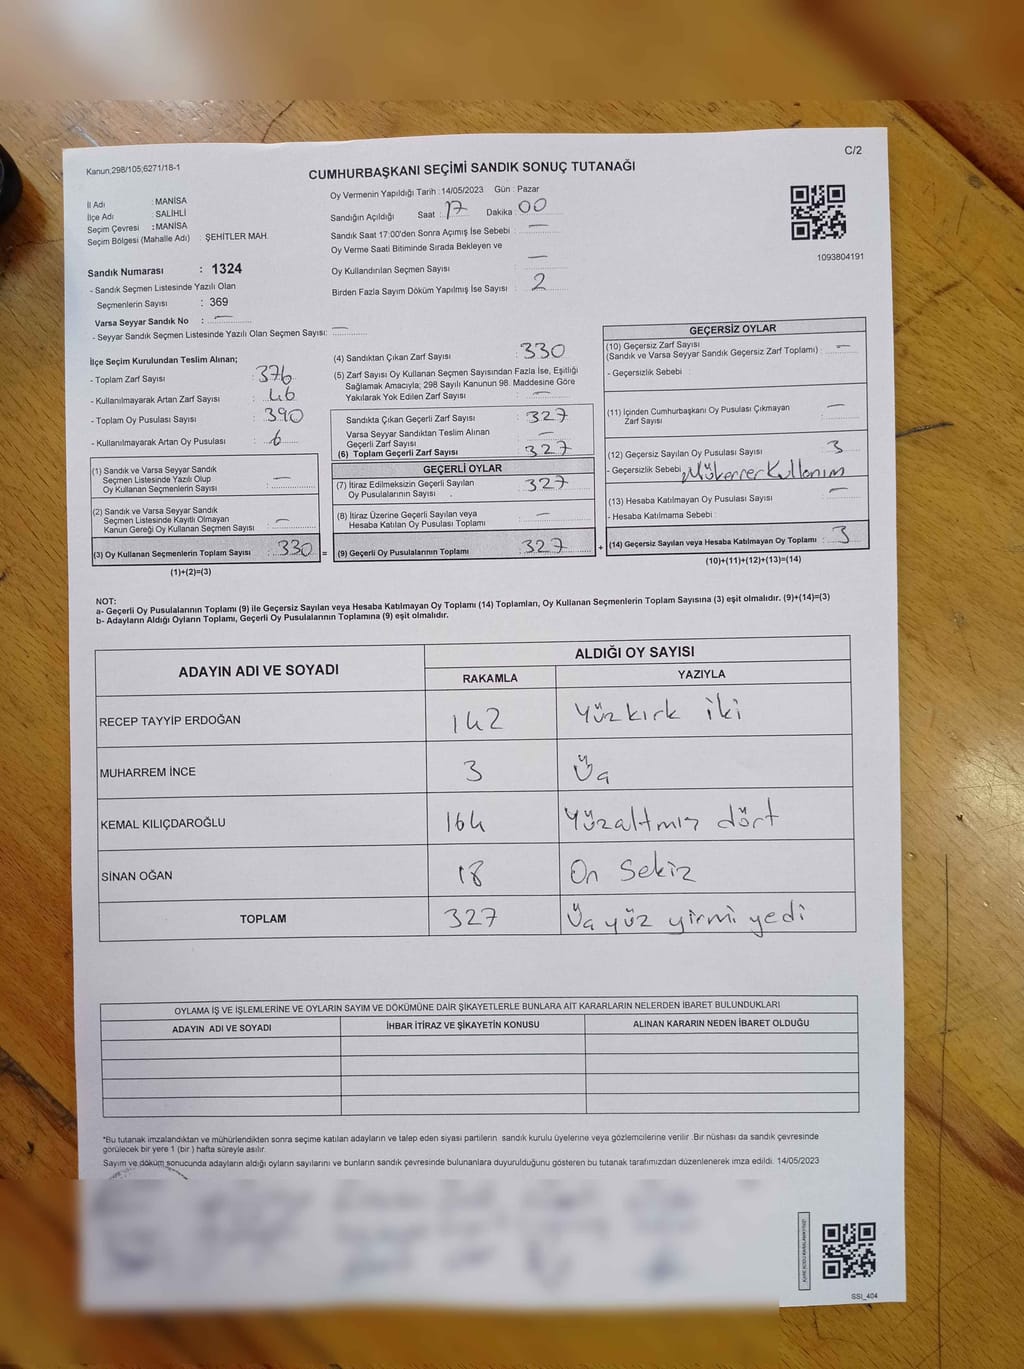 C/2
Kanun,298/105;6271/18-1
CUMHURBAŞKANI SEÇİMİ SANDIK SONUÇ TUTANAĞI
İl Adı : MANİSA
İlçe Adı : SALİHLİ
Seçim Çevresi : MANİSA
Seçim Bölgesi (Mahalle Adı) : ŞEHİTLER MAH.
Sandık Numarası : 1324
- Sandık Seçmen Listesinde Yazılı Olan
Seçmenlerin Sayısı : 369
Varsa Seyyar Sandık No : —
- Seyyar Sandık Seçmen Listesinde Yazılı Olan Seçmen Sayısı: —
Oy Vermenin Yapıldığı Tarih : 14/05/2023 Gün : Pazar
Sandığın Açıldığı Saat : 17 Dakika : 00
Sandık Saat 17:00'den Sonra Açımış İse Sebebi : —
Oy Verme Saati Bitiminde Sırada Bekleyen ve
Oy Kullandırılan Seçmen Sayısı —
Birden Fazla Sayım Döküm Yapılmış İse Sayısı : 2
1093804191
İlçe Seçim Kurulundan Teslim Alınan;
- Toplam Zarf Sayısı : 376
- Kullanılmayarak Artan Zarf Sayısı : 46
- Toplam Oy Pusulası Sayısı : 390
- Kullanılmayarak Artan Oy Pusulası : 6
(1) Sandık ve Varsa Seyyar Sandık
Seçmen Listesinde Yazılı Olup
Oy Kullanan Seçmenlerin Sayısı : —
(2) Sandık ve Varsa Seyyar Sandık
Seçmen Listesinde Kayıtlı Olmayan
Kanun Gereği Oy Kullanan Seçmen Sayısı : —
(3) Oy Kullanan Seçmenlerin Toplam Sayısı : 330 =
(1)+(2)=(3)
(4) Sandıktan Çıkan Zarf Sayısı : 330
(5) Zarf Sayısı Oy Kullanan Seçmen Sayısından Fazla İse, Eşitliği
Sağlamak Amacıyla; 298 Sayılı Kanunun 98. Maddesine Göre
Yakılarak Yok Edilen Zarf Sayısı : —
Sandıkta Çıkan Geçerli Zarf Sayısı : 327
Varsa Seyyar Sandıktan Teslim Alınan
Geçerli Zarf Sayısı : —
(6) Toplam Geçerli Zarf Sayısı : 327
GEÇERLİ OYLAR
(7) İtiraz Edilmeksizin Geçerli Sayılan
Oy Pusulalarının Sayısı : 327
(8) İtiraz Üzerine Geçerli Sayılan veya
Hesaba Katılan Oy Pusulası Toplamı : —
(9) Geçerli Oy Pusulalarının Toplamı : 327 +
GEÇERSİZ OYLAR
(10) Geçersiz Zarf Sayısı
(Sandık ve Varsa Seyyar Sandık Geçersiz Zarf Toplamı) : —
- Geçersizlik Sebebi :
(11) İçinden Cumhurbaşkanı Oy Pusulası Çıkmayan
Zarf Sayısı : —
(12) Geçersiz Sayılan Oy Pusulası Sayısı : 3
- Geçersizlik Sebebi : Mükerrer Kullanım
(13) Hesaba Katılmayan Oy Pusulası Sayısı : —
- Hesaba Katılmama Sebebi :
(14) Geçersiz Sayılan veya Hesaba Katılmayan Oy Toplamı : 3
(10)+(11)+(12)+(13)=(14)
NOT:
a- Geçerli Oy Pusulalarının Toplamı (9) ile Geçersiz Sayılan veya Hesaba Katılmayan Oy Toplamı (14) Toplamları, Oy Kullanan Seçmenlerin Toplam Sayısına (3) eşit olmalıdır. (9)+(14)=(3)
b- Adayların Aldığı Oyların Toplamı, Geçerli Oy Pusulalarının Toplamına (9) eşit olmalıdır.
ADAYIN ADI VE SOYADI ALDIĞI OY SAYISI
RAKAMLA YAZIYLA
RECEP TAYYİP ERDOĞAN 142 Yüzkırk iki
MUHARREM İNCE 3 Üç
KEMAL KILIÇDAROĞLU 164 Yüzaltmış dört
SİNAN OĞAN 18 On Sekiz
TOPLAM 327 Üç yüz yirmi yedi
OYLAMA İŞ VE İŞLEMLERİNE VE OYLARIN SAYIM VE DÖKÜMÜNE DAİR ŞİKAYETLERLE BUNLARA AİT KARARLARIN NELERDEN İBARET BULUNDUKLARI
ADAYIN ADI VE SOYADI İHBAR İTİRAZ VE ŞİKAYETİN KONUSU ALINAN KARARIN NEDEN İBARET OLDUĞU
*Bu tutanak imzalandıktan ve mühürlendikten sonra seçime katılan adayların ve talep eden siyasi partilerin sandık kurulu üyelerine veya gözlemcilerine verilir. Bir nüshası da sandık çevresinde
görülecek bir yere 1 (bir ) hafta süreyle asılır.
Sayım ve döküm sonucunda adayların aldığı oyların sayılarını ve bunların sandık çevresinde bulunanlara duyurulduğunu gösteren bu tutanak tarafımızdan düzenlenerek imza edildi. 14/05/2023
SSI_404